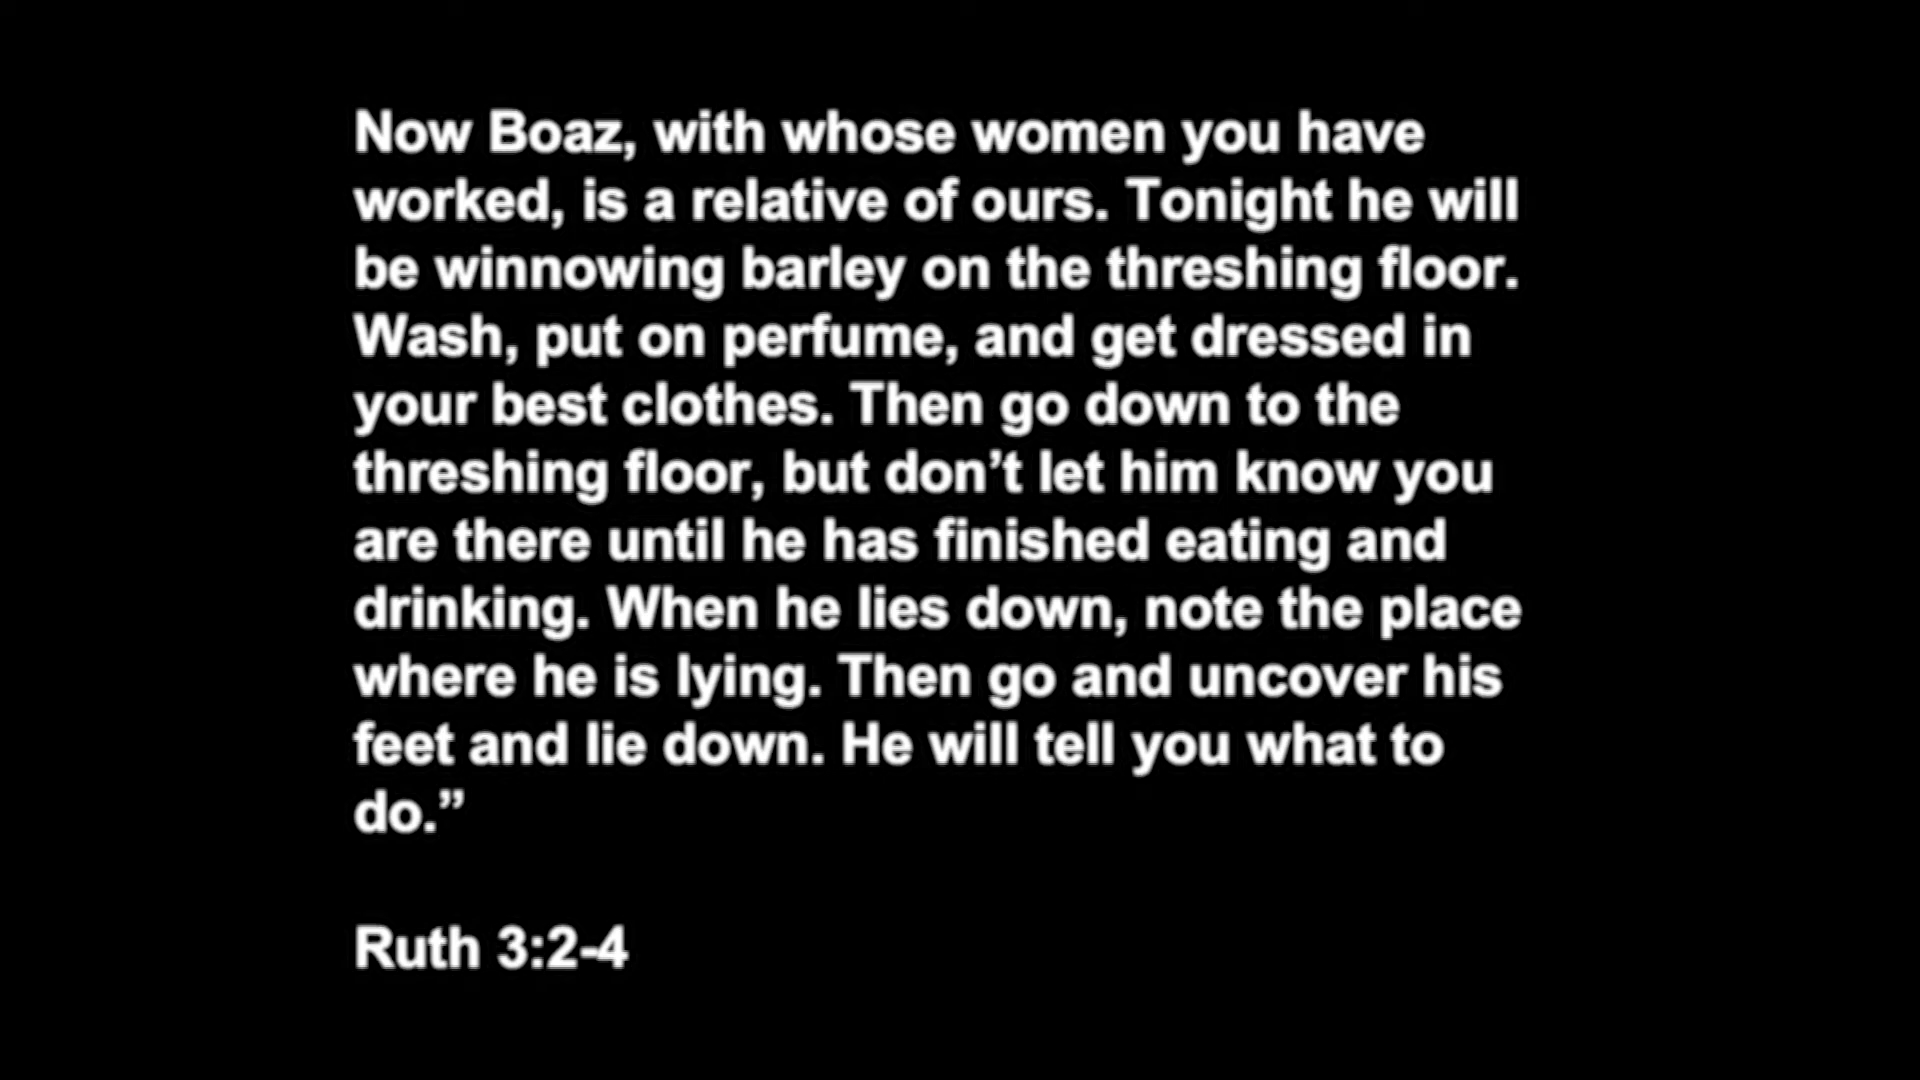 Now Boaz, with whose women you have
worked, is a relative of ours. Tonight he will
be winnowing barley on the threshing floor.
Wash, put on perfume, and get dressed in
your best clothes. Then go down to the
threshing floor, but don’t let him know you
are there until he has finished eating and
drinking. When he lies down, note the place
where he is lying. Then go and uncover his
feet and lie down. He will tell you what to
do.”
Ruth 3:2-4